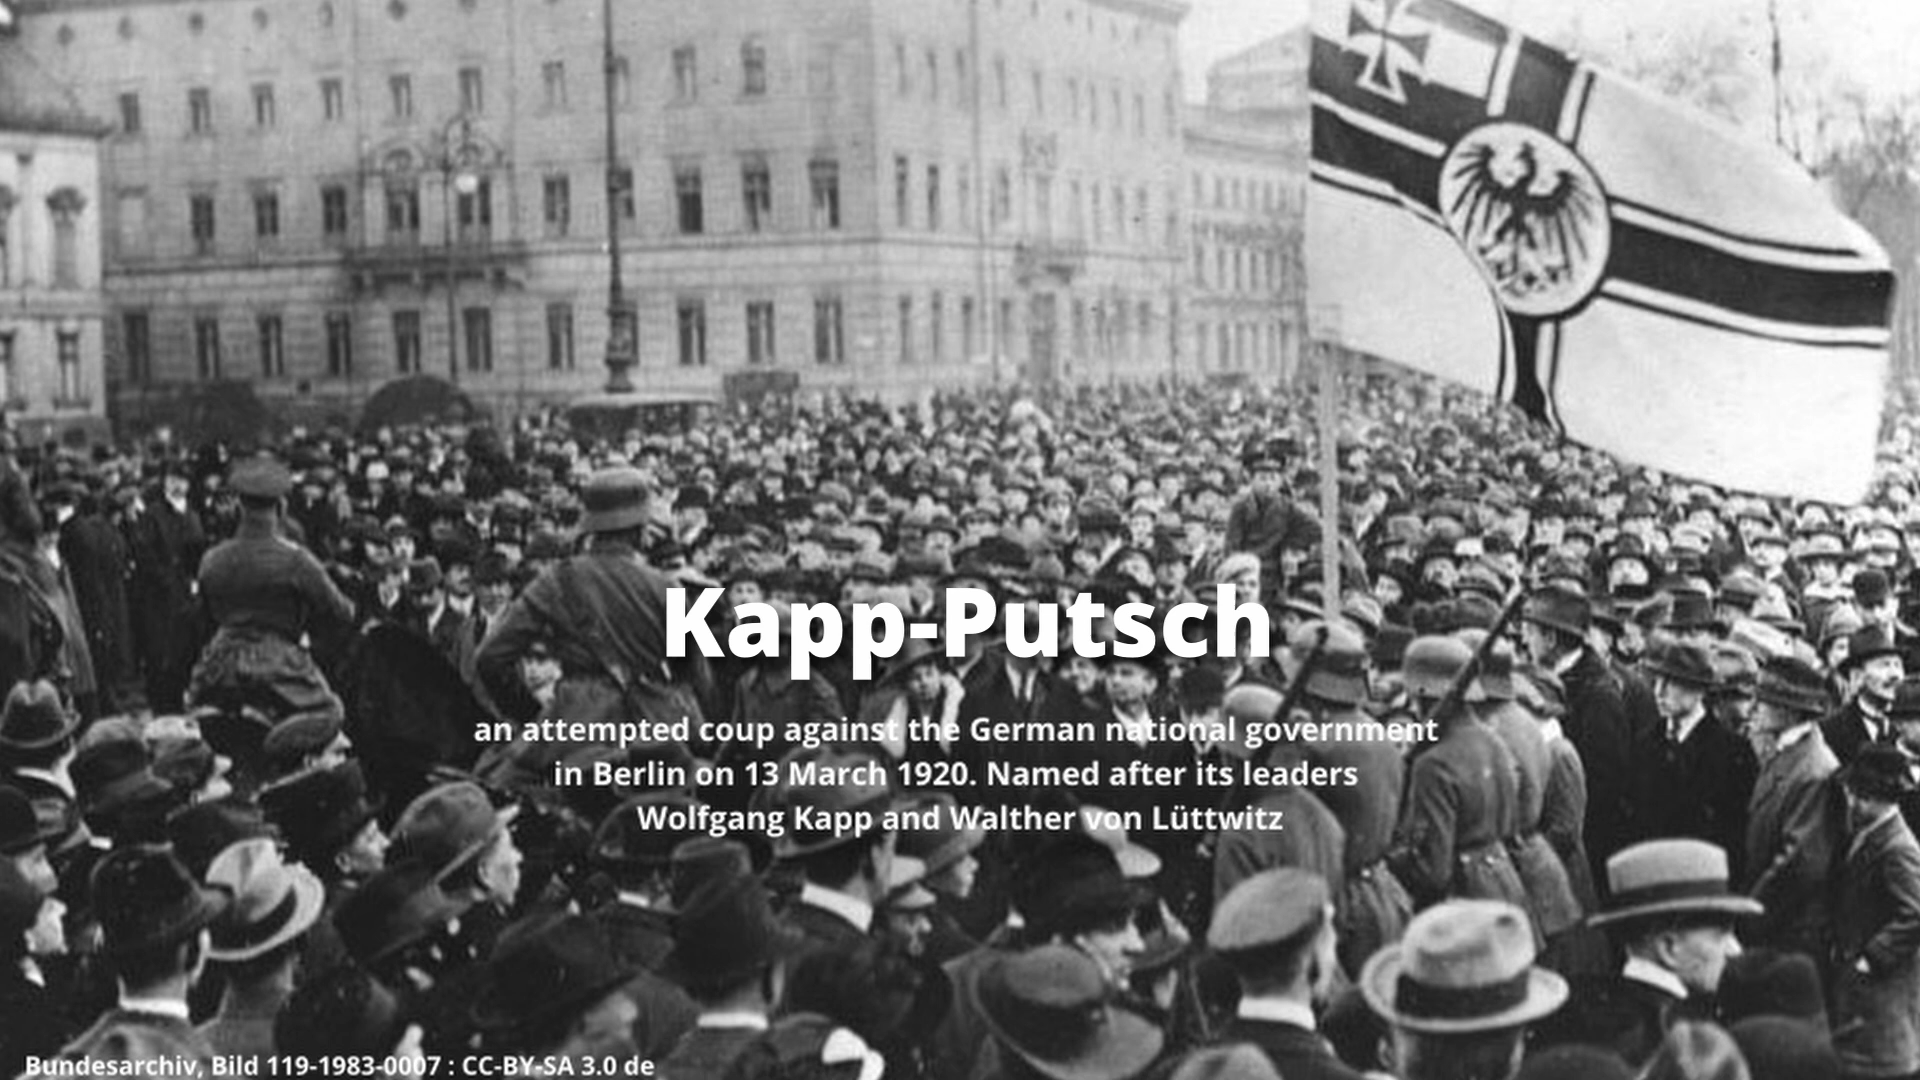 Kapp-Putsch
an attempted coup against the German national government
in Berlin on 13 March 1920. Named after its leaders
Wolfgang Kapp and Walther von Lüttwitz
Bundesarchiv, Bild 119-1983-0007 : CC-BY-SA 3.0 de